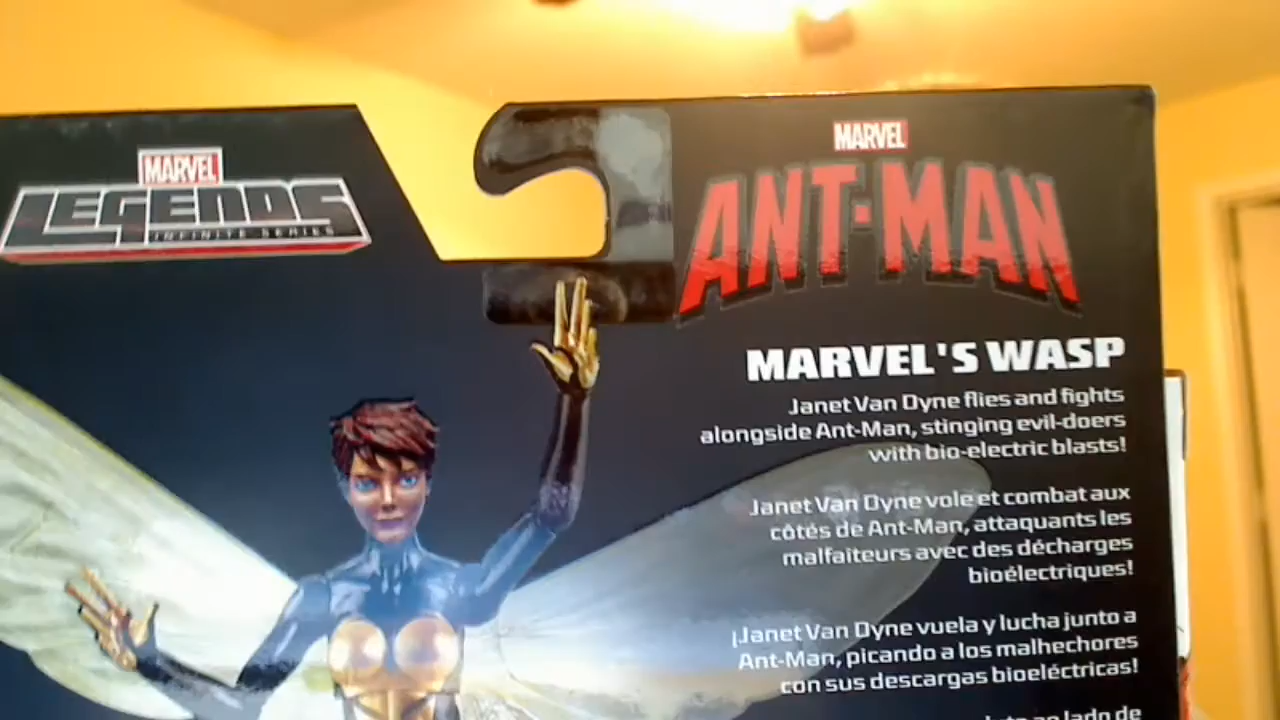 MARVEL
LEGENDS
INFINITE SERIES
MARVEL
ANT-MAN
MARVEL'S WASP
Janet Van Dyne flies and fights
alongside Ant-Man, stinging evil-doers
with bio-electric blasts!
Janet Van Dyne vole et combat aux
côtés de Ant-Man, attaquants les
malfaiteurs avec des décharges
bioélectriques!
¡Janet Van Dyne vuela y lucha junto a
Ant-Man, picando a los malhechores
con sus descargas bioeléctricas!
ao lado de